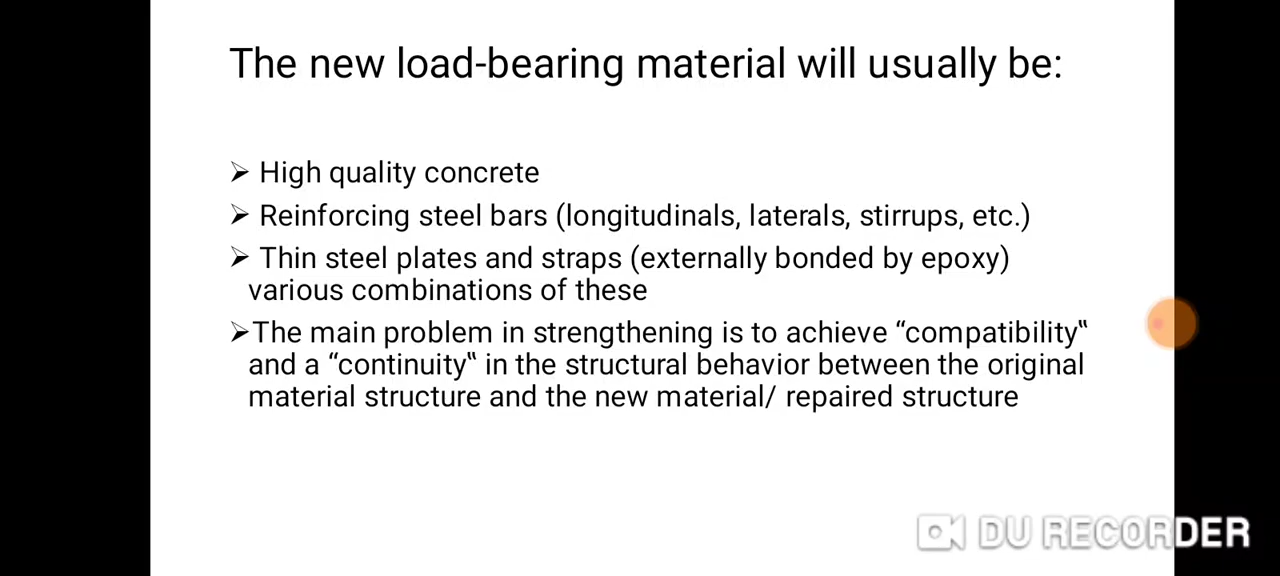 The new load-bearing material will usually be:
➢ High quality concrete
➢ Reinforcing steel bars (longitudinals, laterals, stirrups, etc.)
➢ Thin steel plates and straps (externally bonded by epoxy)
various combinations of these
➢The main problem in strengthening is to achieve “compatibility‟
and a “continuity‟ in the structural behavior between the original
material structure and the new material/ repaired structure
DU RECORDER